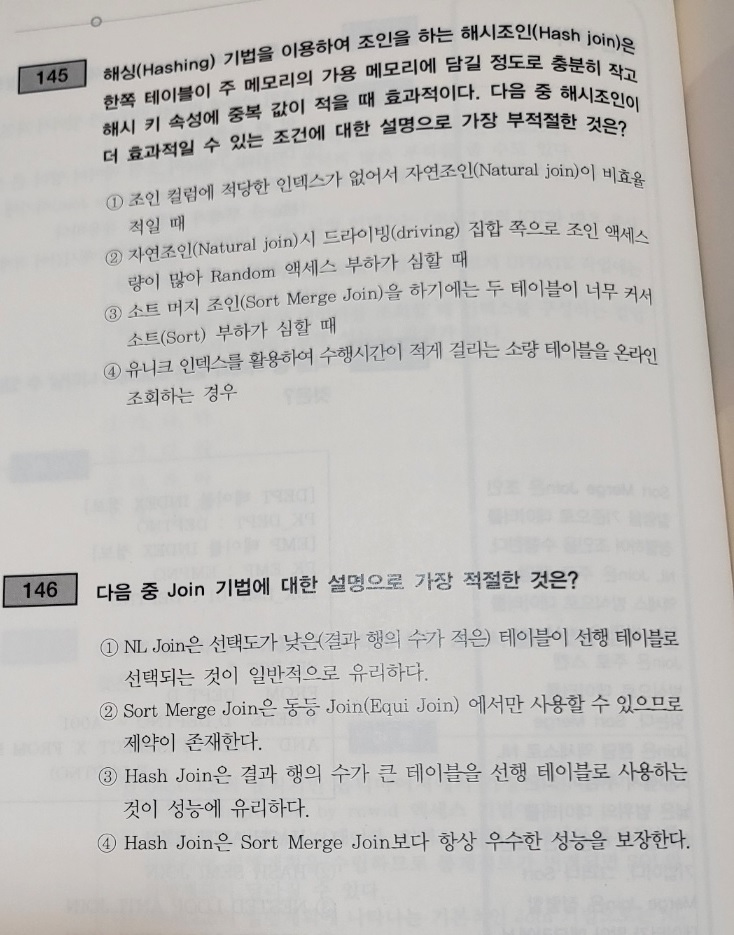 145
해싱(Hashing) 기법을 이용하여 조인을 하는 해시조인(Hash join)은
한쪽 테이블이 주 메모리의 가용 메모리에 담길 정도로 충분히 작고
해시 키 속성에 중복 값이 적을 때 효과적이다. 다음 중 해시조인이
더 효과적일 수 있는 조건에 대한 설명으로 가장 부적절한 것은?
① 조인 컬럼에 적당한 인덱스가 없어서 자연조인(Natural join)이 비효율
적일 때
② 자연조인(Natural join)시 드라이빙(driving) 집합 쪽으로 조인 액세스
량이 많아 Random 액세스 부하가 심할 때
③ 소트 머지 조인(Sort Merge Join)을 하기에는 두 테이블이 너무 커서
소트(Sort) 부하가 심할 때
④ 유니크 인덱스를 활용하여 수행시간이 적게 걸리는 소량 테이블을 온라인
조회하는 경우
146
다음 중 Join 기법에 대한 설명으로 가장 적절한 것은?
① NL Join은 선택도가 낮은(결과 행의 수가 적은) 테이블이 선행 테이블로
선택되는 것이 일반적으로 유리하다.
② Sort Merge Join은 동등 Join(Equi Join) 에서만 사용할 수 있으므로
제약이 존재한다.
③ Hash Join은 결과 행의 수가 큰 테이블을 선행 테이블로 사용하는
것이 성능에 유리하다.
④ Hash Join은 Sort Merge Join보다 항상 우수한 성능을 보장한다.